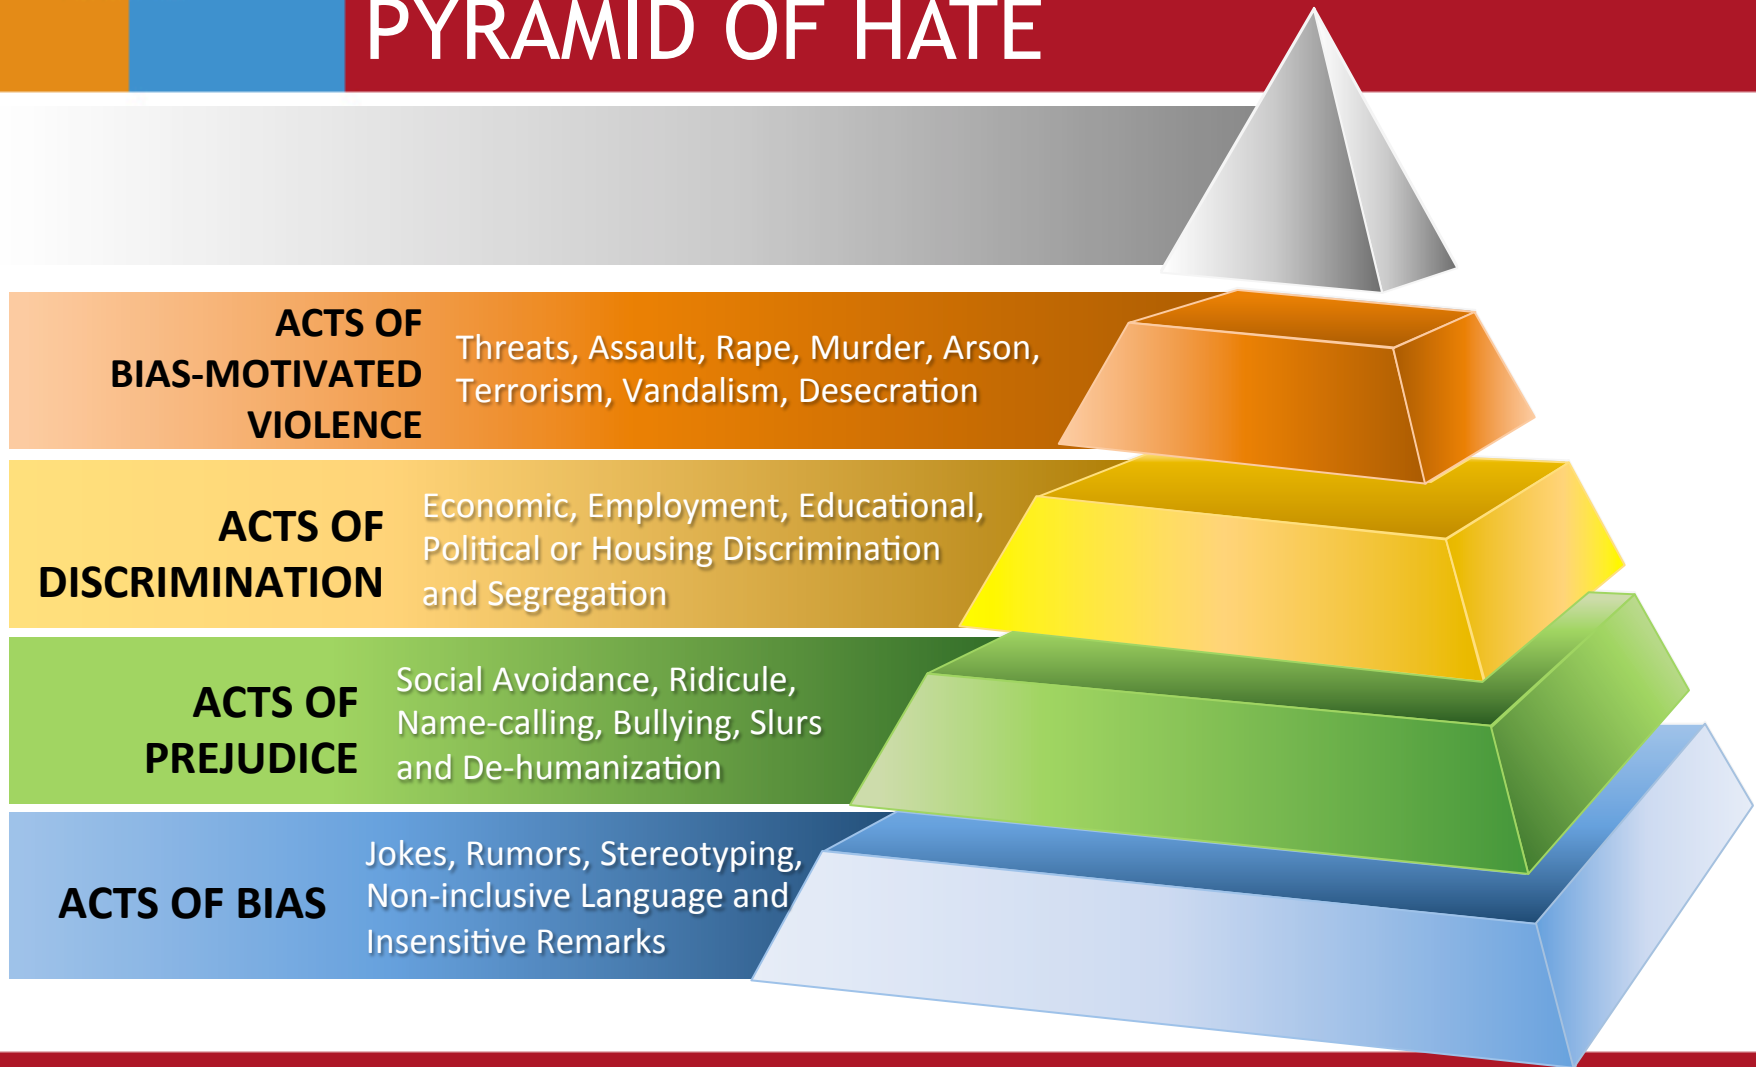 PYRAMID OF HATE
ACTS OF
BIAS-MOTIVATED
VIOLENCE
Threats, Assault, Rape, Murder, Arson,
Terrorism, Vandalism, Desecration
ACTS OF
DISCRIMINATION
Economic, Employment, Educational,
Political or Housing Discrimination
and Segregation
ACTS OF
PREJUDICE
Social Avoidance, Ridicule,
Name-calling, Bullying, Slurs
and De-humanization
ACTS OF BIAS
Jokes, Rumors, Stereotyping,
Non-inclusive Language and
Insensitive Remarks